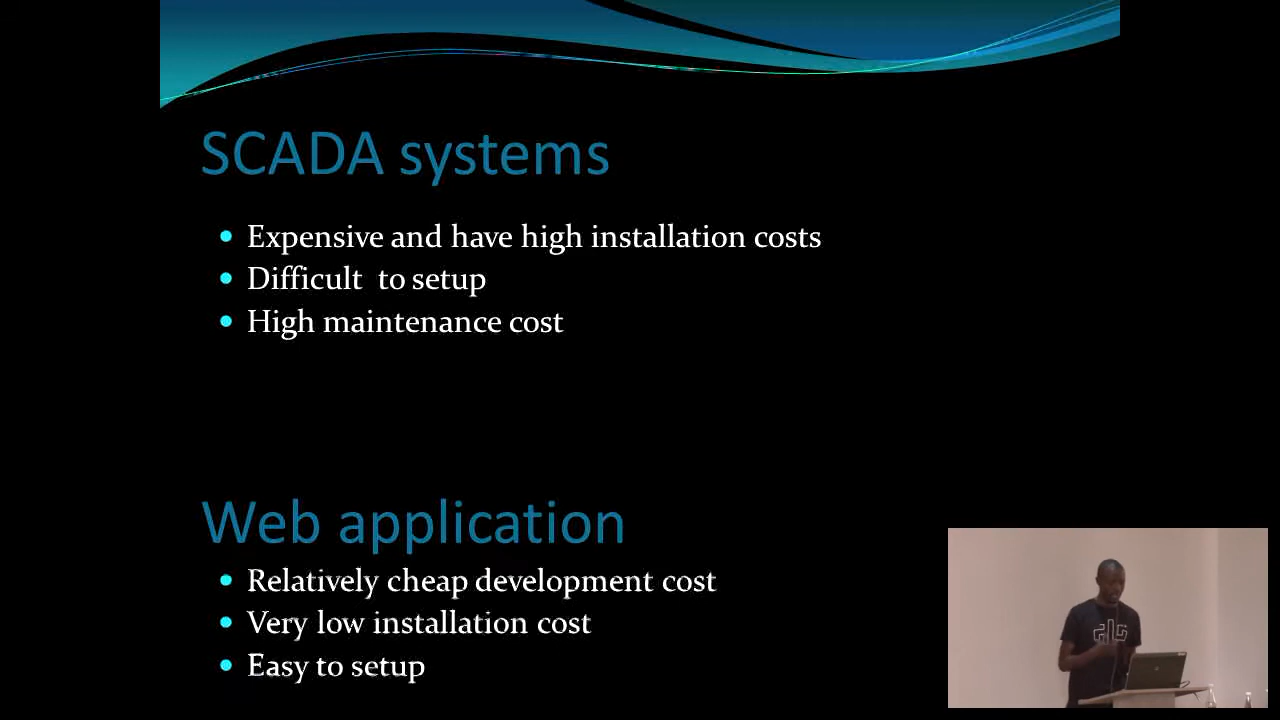 SCADA systems
• Expensive and have high installation costs
• Difficult  to setup
• High maintenance cost
Web application
• Relatively cheap development cost
• Very low installation cost
• Easy to setup